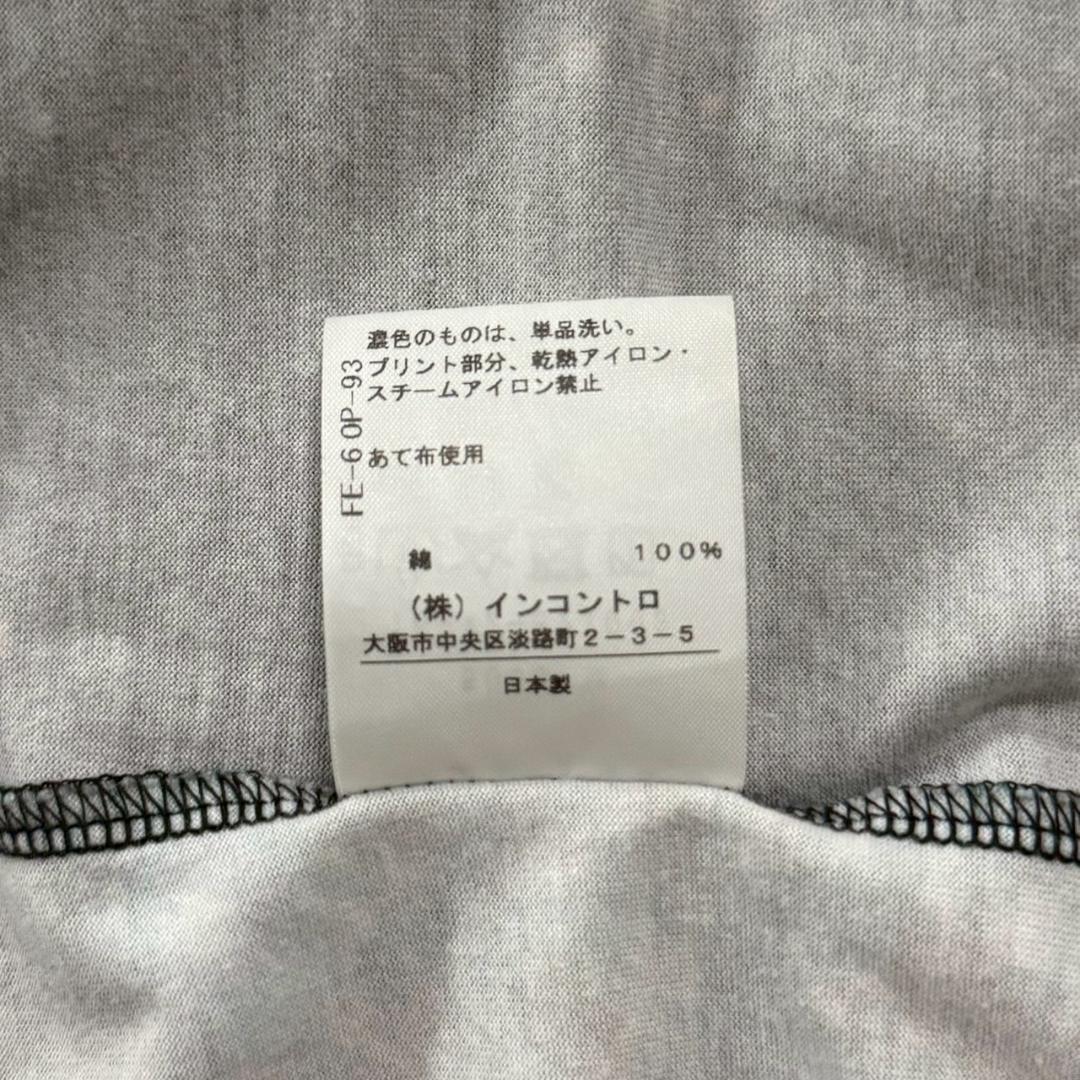 濃色のものは、単品洗い。
プリント部分、乾熱アイロン・
スチームアイロン禁止
あて布使用
FE-60P-93
綿 100%
（株）インコントロ
大阪市中央区淡路町2-3-5
日本製